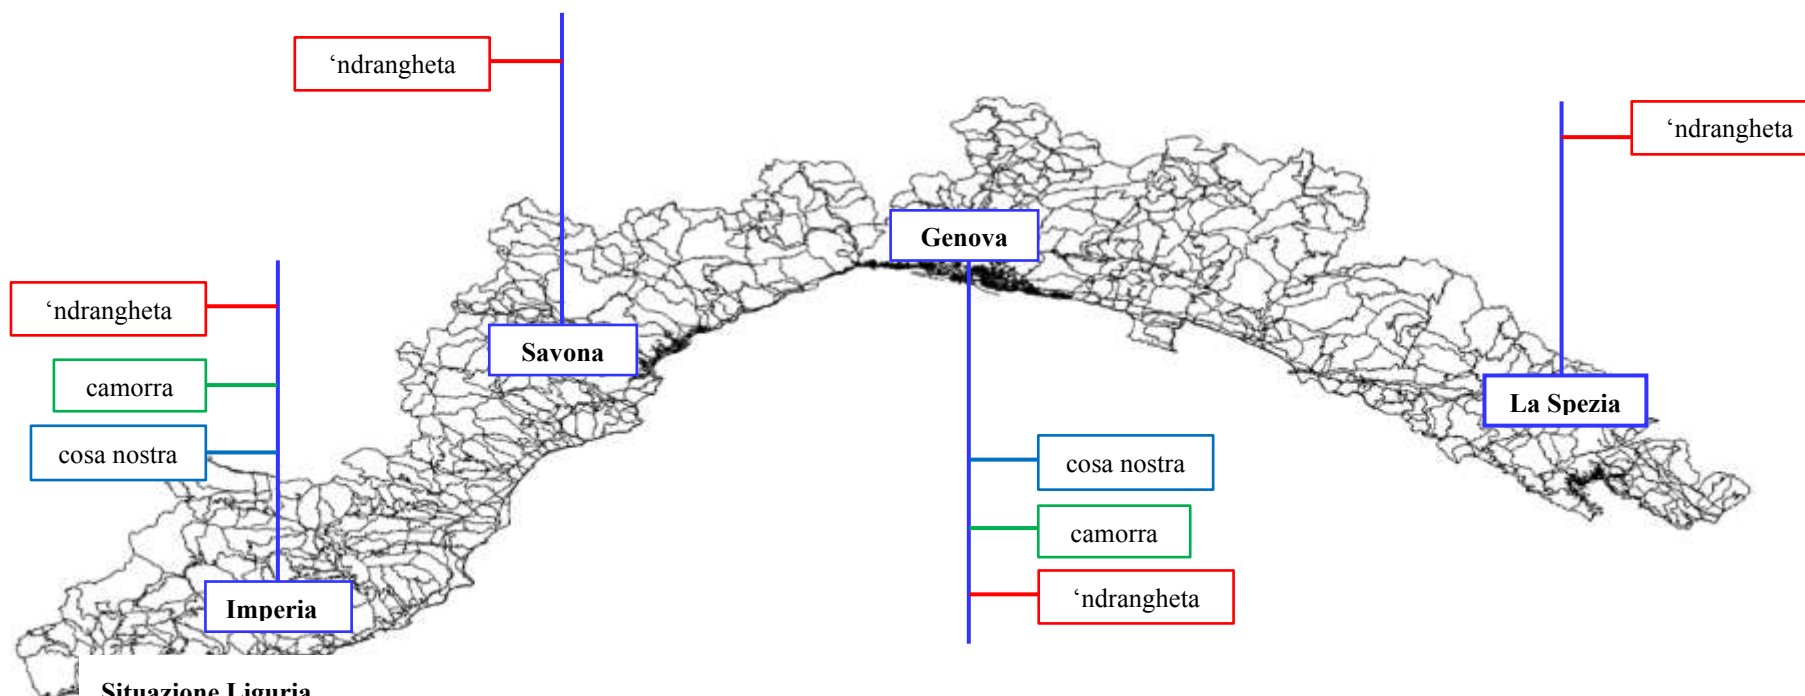 ‘ndrangheta
‘ndrangheta
Genova
‘ndrangheta
Savona
camorra
La Spezia
cosa nostra
cosa nostra
camorra
Imperia
‘ndrangheta
Situazione Liguria